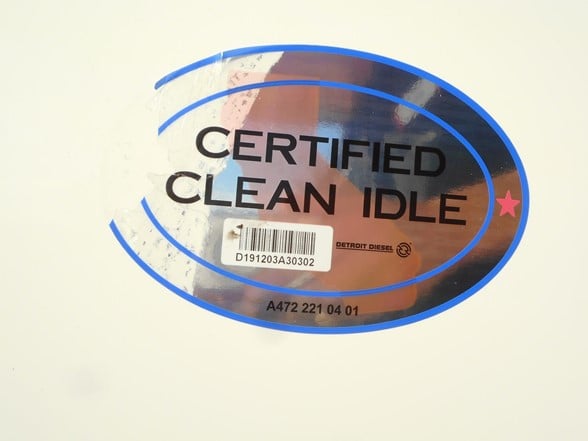 CERTIFIED
CLEAN IDLE
D191203A30302
DETROIT DIESEL
A472 221 04 01